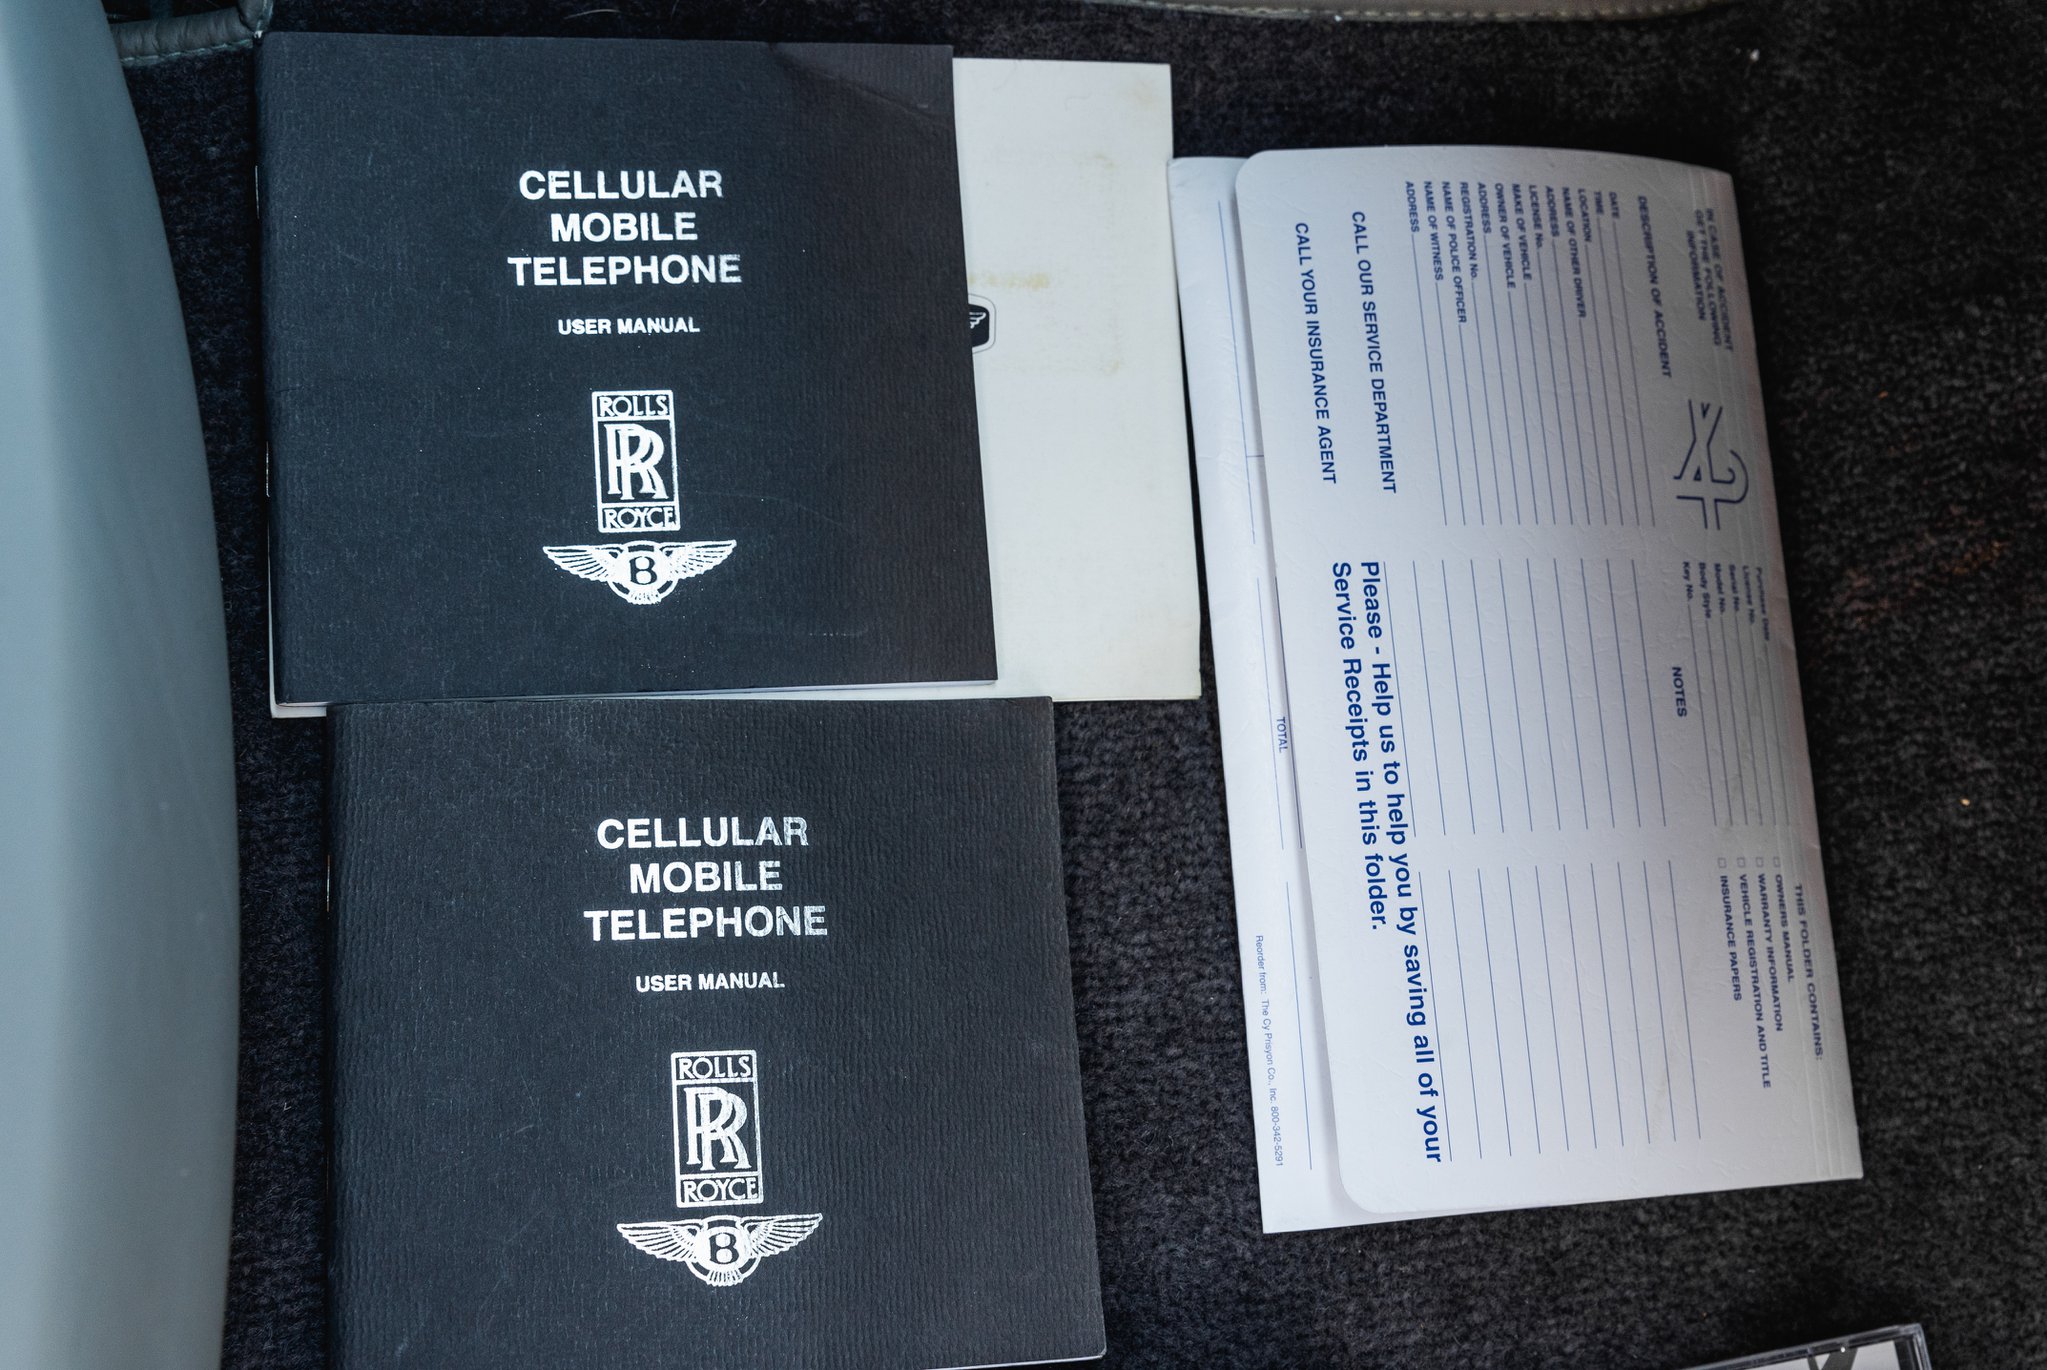 CELLULAR
MOBILE
TELEPHONE
USER MANUAL
ROLLS
RR
ROYCE
B
CELLULAR
MOBILE
TELEPHONE
USER MANUAL
ROLLS
RR
ROYCE
B
IN CASE OF ACCIDENT
GET THE FOLLOWING
INFORMATION
DESCRIPTION OF ACCIDENT
DATE
TIME
LOCATION
NAME OF OTHER DRIVER
ADDRESS
LICENSE No.
MAKE OF VEHICLE
OWNER OF VEHICLE
ADDRESS
REGISTRATION No.
NAME OF POLICE OFFICER
NAME OF WITNESS
ADDRESS
CALL OUR SERVICE DEPARTMENT
CALL YOUR INSURANCE AGENT
Purchase Date
License No.
Serial No.
Model No.
Body Style
Key No.
NOTES
THIS FOLDER CONTAINS:
OWNERS MANUAL
WARRANTY INFORMATION
VEHICLE REGISTRATION AND TITLE
INSURANCE PAPERS
Please - Help us to help you by saving all of your
Service Receipts in this folder.
TOTAL
Reorder from: The Cy Prisyon Co., Inc. 800-342-5291